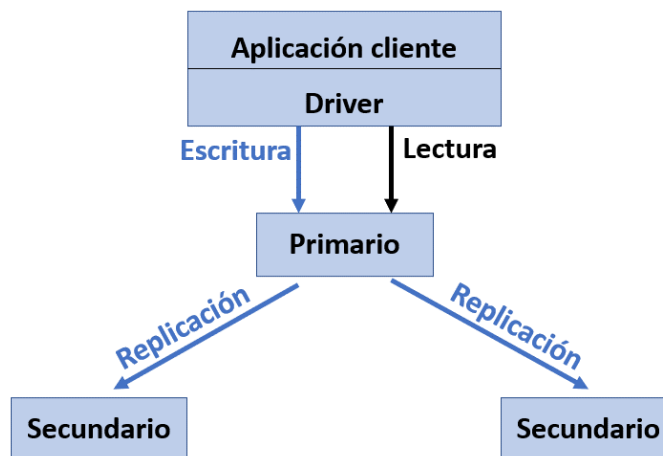 Aplicación cliente
Driver
Escritura
Lectura
Primario
Replicación
Replicación
Secundario
Secundario